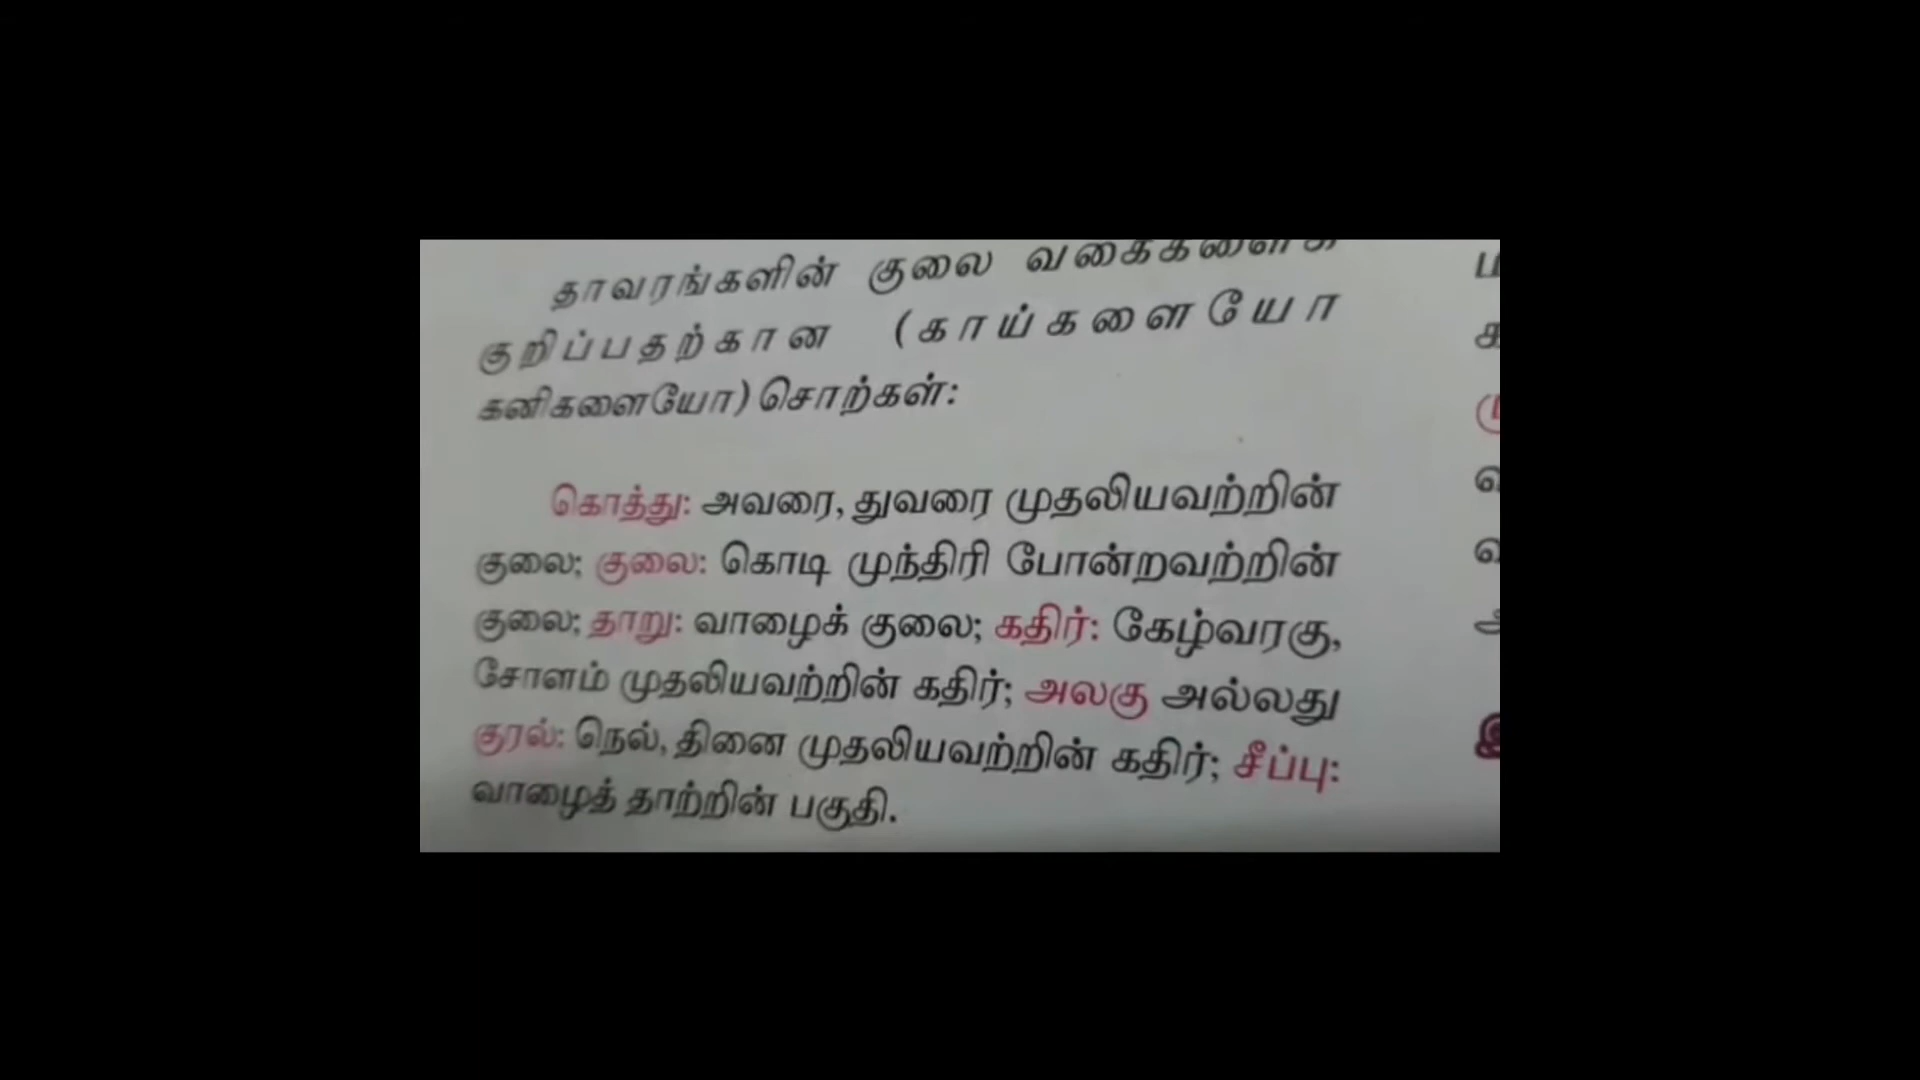 தாவரங்களின் குலை வகைகளைக்
குறிப்பதற்கான (காய்களையோ
கனிகளையோ) சொற்கள்:
கொத்து: அவரை, துவரை முதலியவற்றின்
குலை; குலை: கொடி முந்திரி போன்றவற்றின்
குலை; தாறு: வாழைக் குலை; கதிர்: கேழ்வரகு,
சோளம் முதலியவற்றின் கதிர்; அலகு அல்லது
குரல்: நெல், தினை முதலியவற்றின் கதிர்; சீப்பு:
வாழைத் தாற்றின் பகுதி.